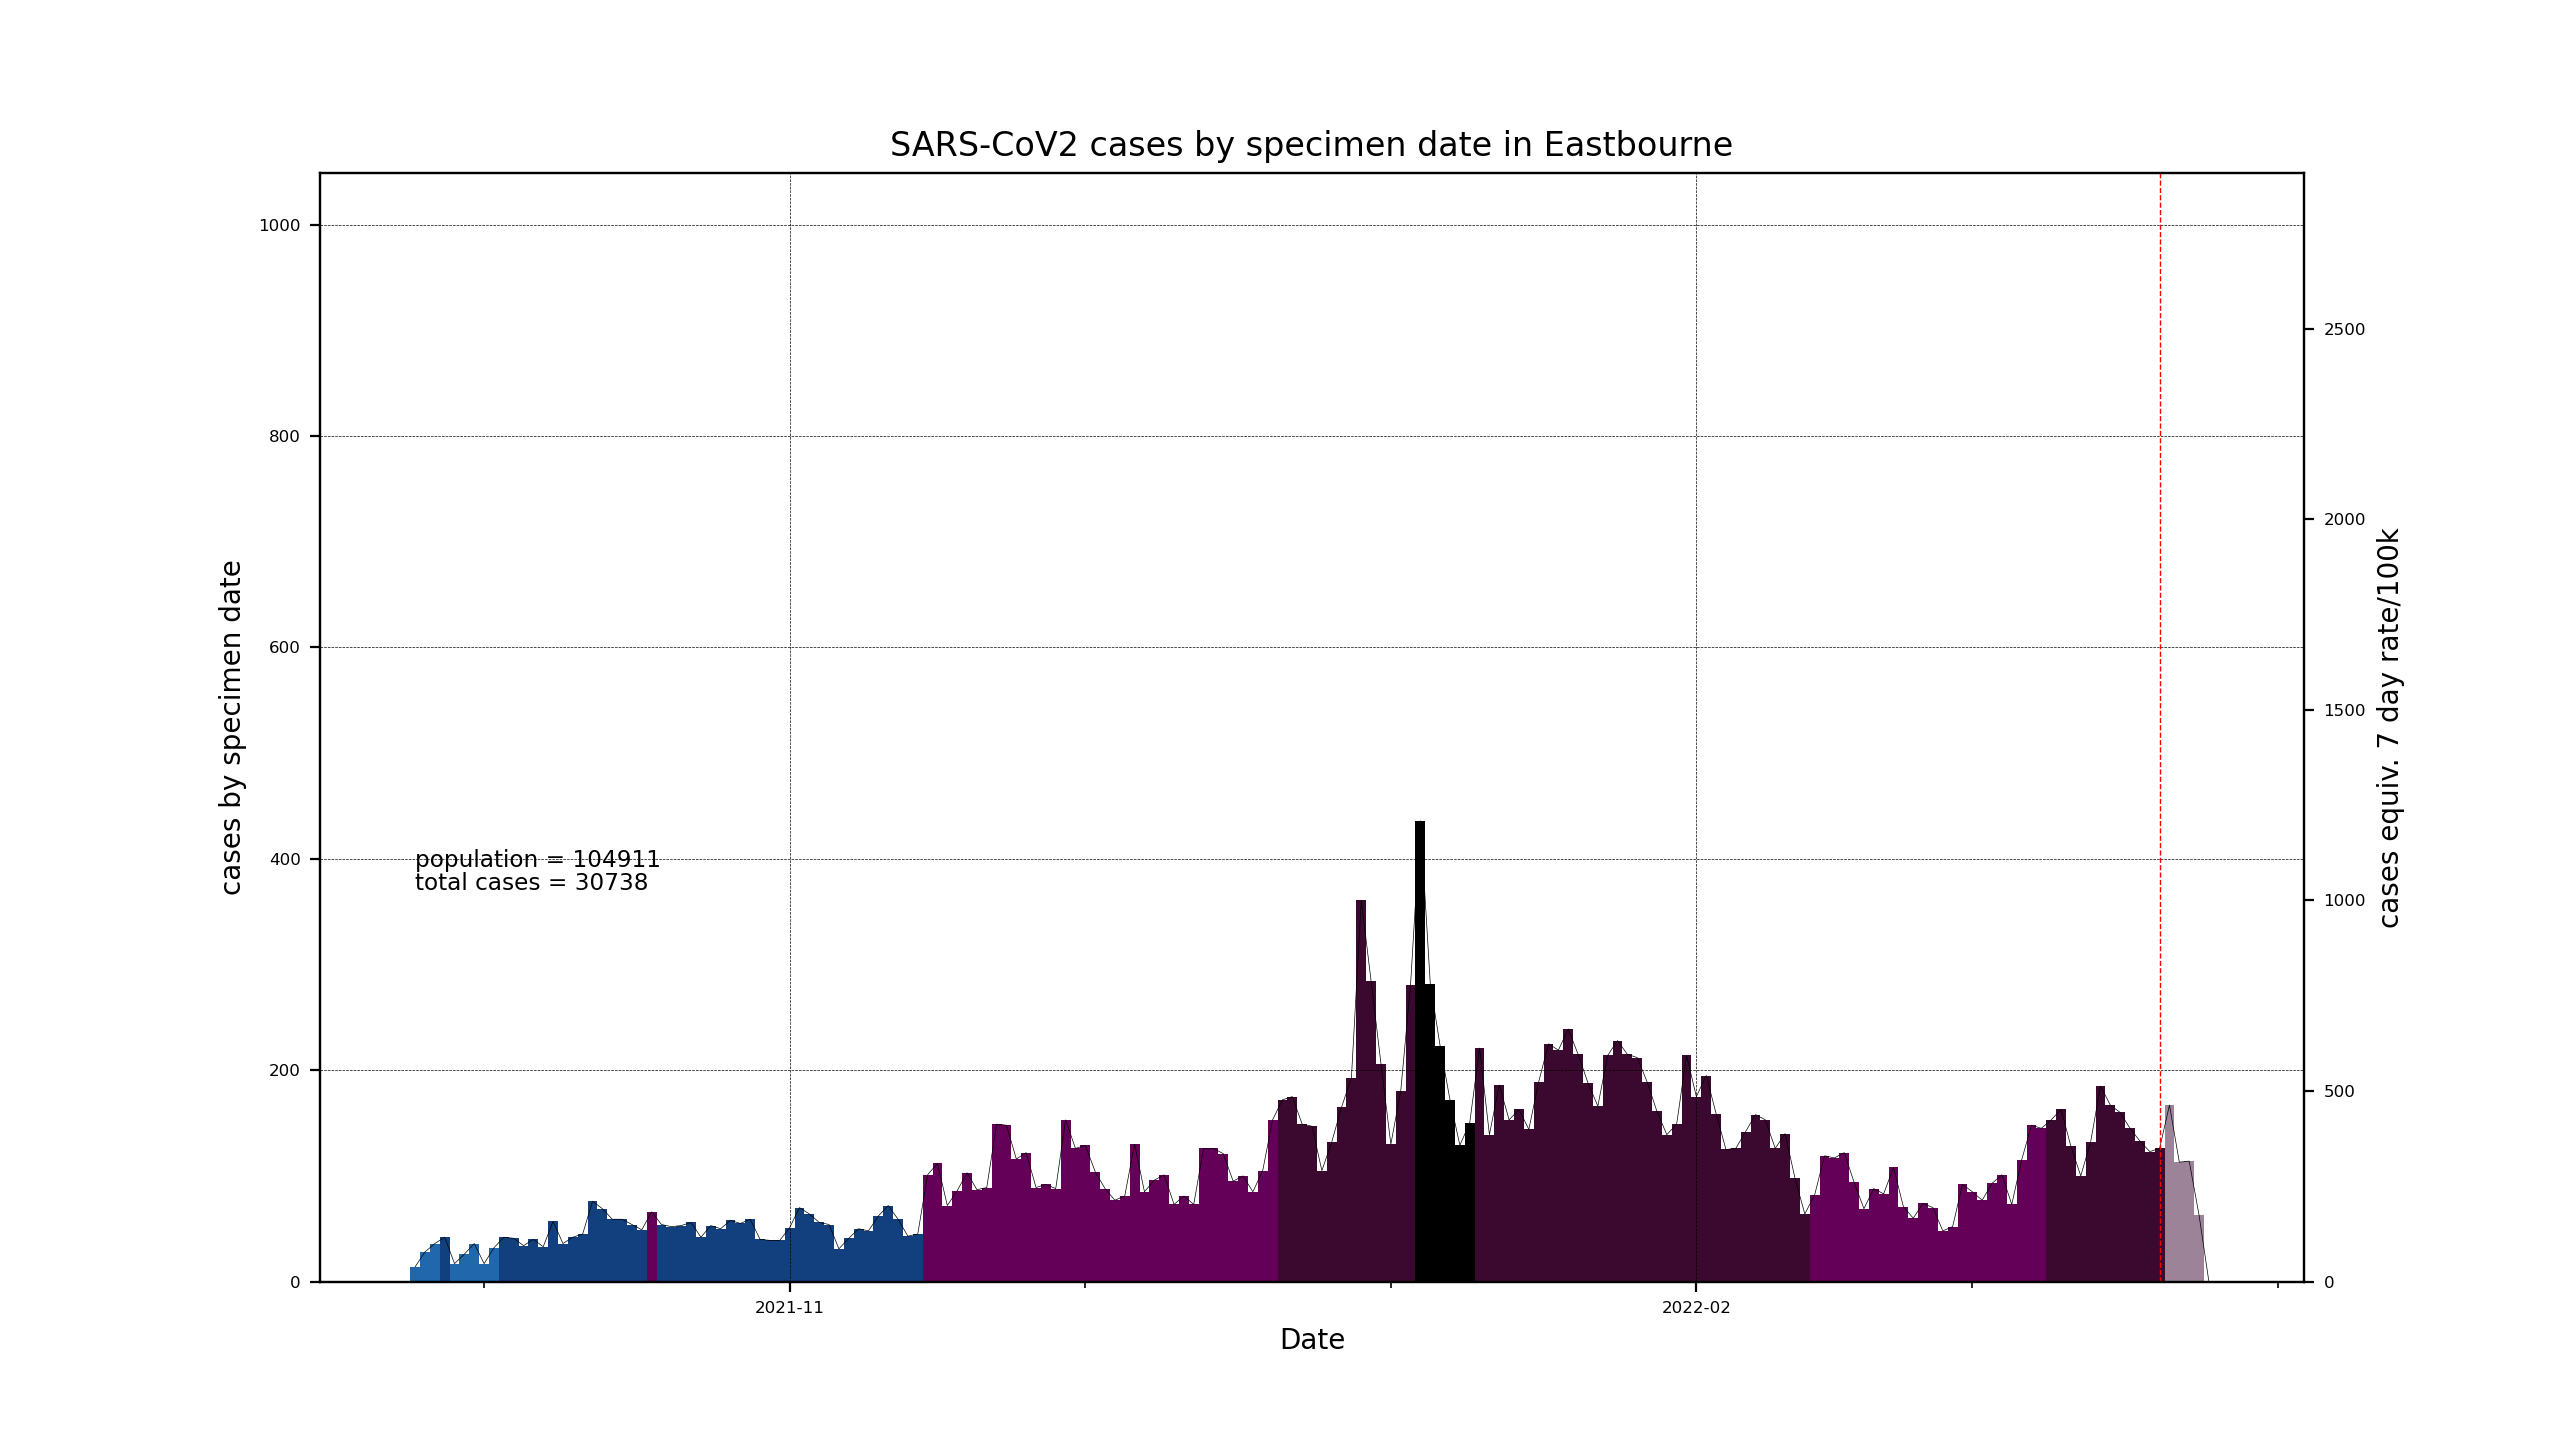 SARS-CoV2 cases by specimen date in Eastbourne
cases by specimen date
1000
800
600
400
200
0
population = 104911
total cases = 30738
2500
2000
1500
1000
500
0
cases equiv. 7 day rate/100k
2021-11
2022-02
Date